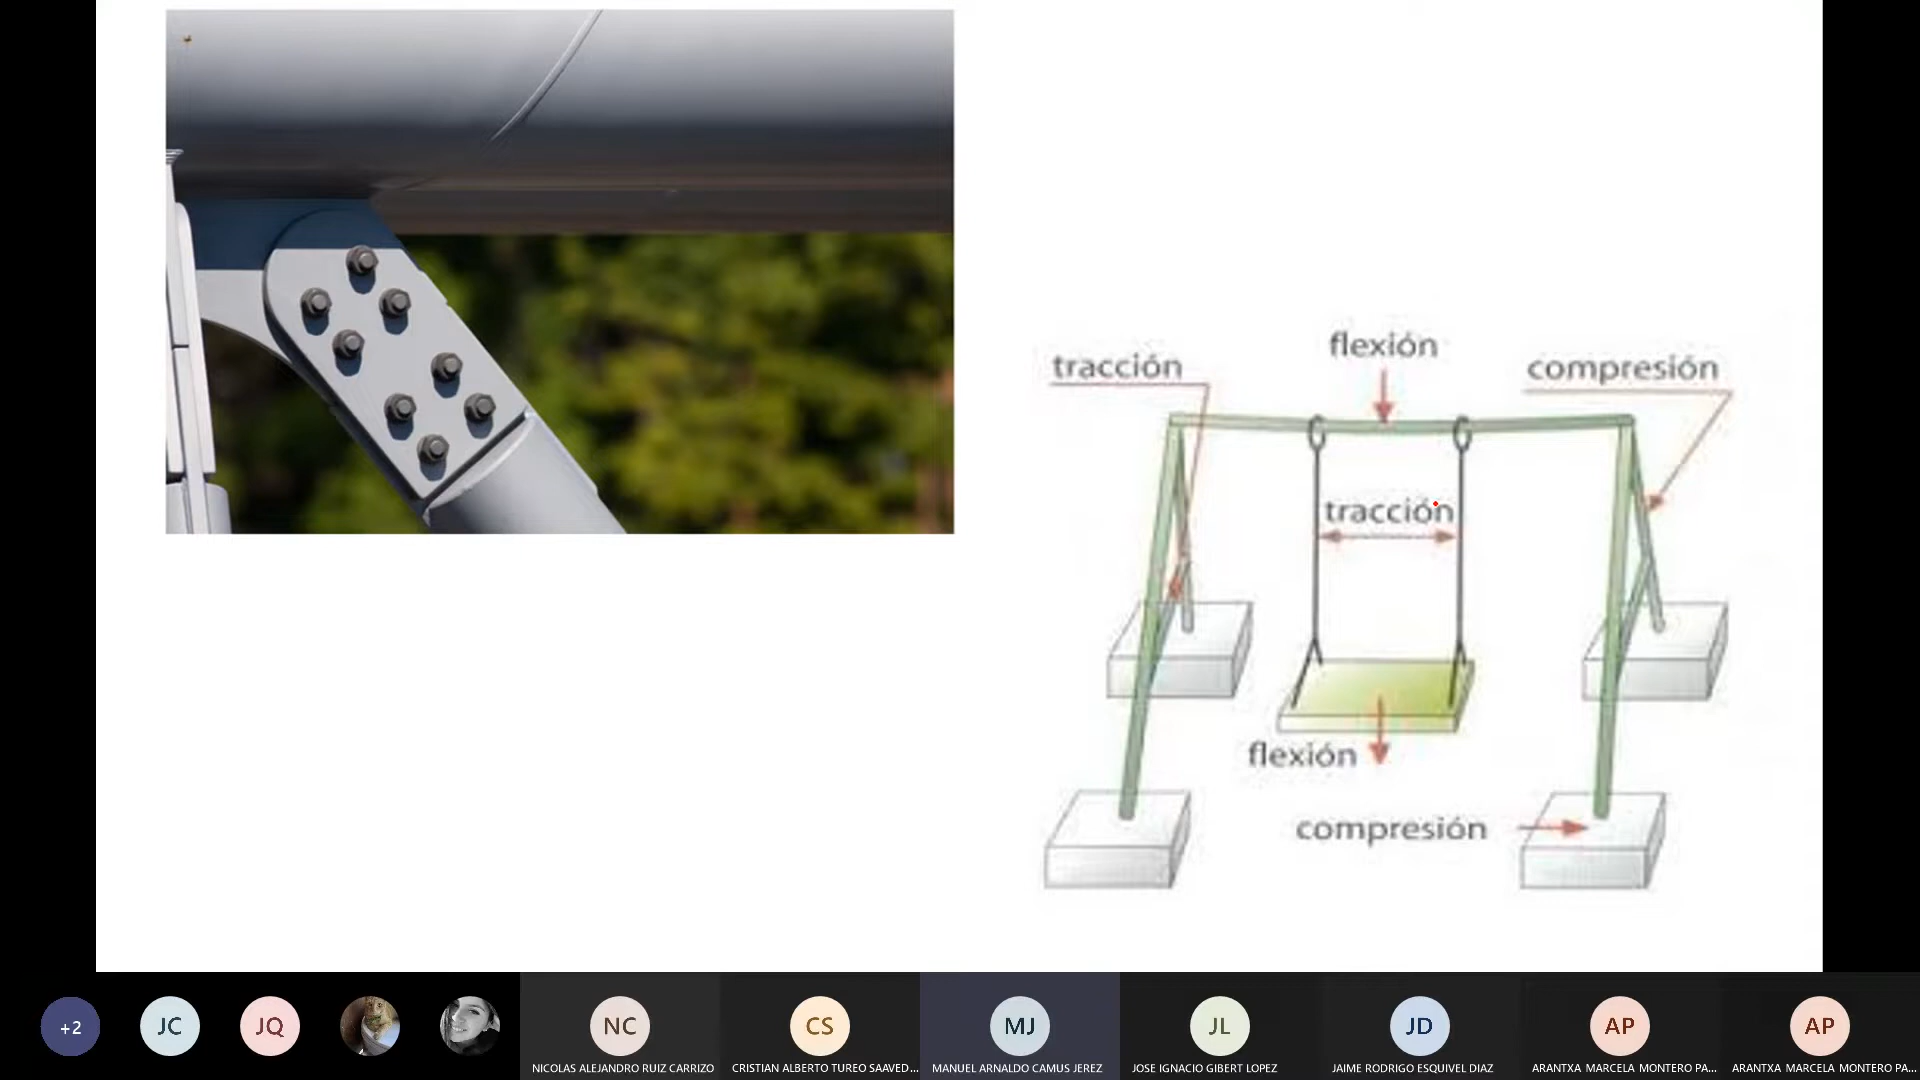 flexión
tracción
compresión
tracción
flexión
compresión
+2
JC
JQ
NC
CS
MJ
JL
JD
AP
AP
NICOLAS ALEJANDRO RUIZ CARRIZO
CRISTIAN ALBERTO TUREO SAAVED...
MANUEL ARNALDO CAMUS JEREZ
JOSE IGNACIO GIBERT LOPEZ
JAIME RODRIGO ESQUIVEL DIAZ
ARANTXA MARCELA MONTERO PA...
ARANTXA MARCELA MONTERO PA...